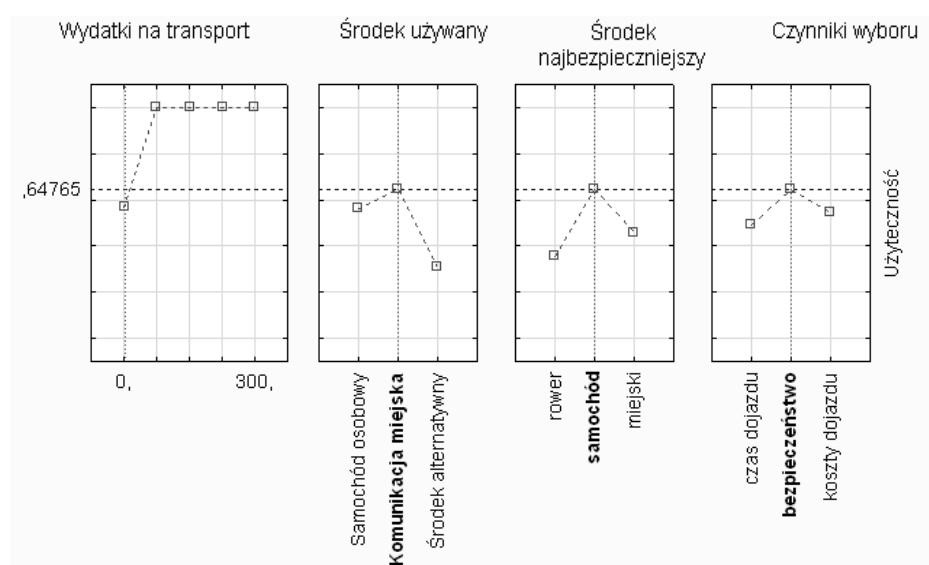 Wydatki na transport
Środek używany
Środek
najbezpieczniejszy
Czynniki wyboru
,64765
Użyteczność
0,
300,
Samochód osobowy
Komunikacja miejska
Środek alternatywny
rower
samochód
miejski
czas dojazdu
bezpieczeństwo
koszty dojazdu